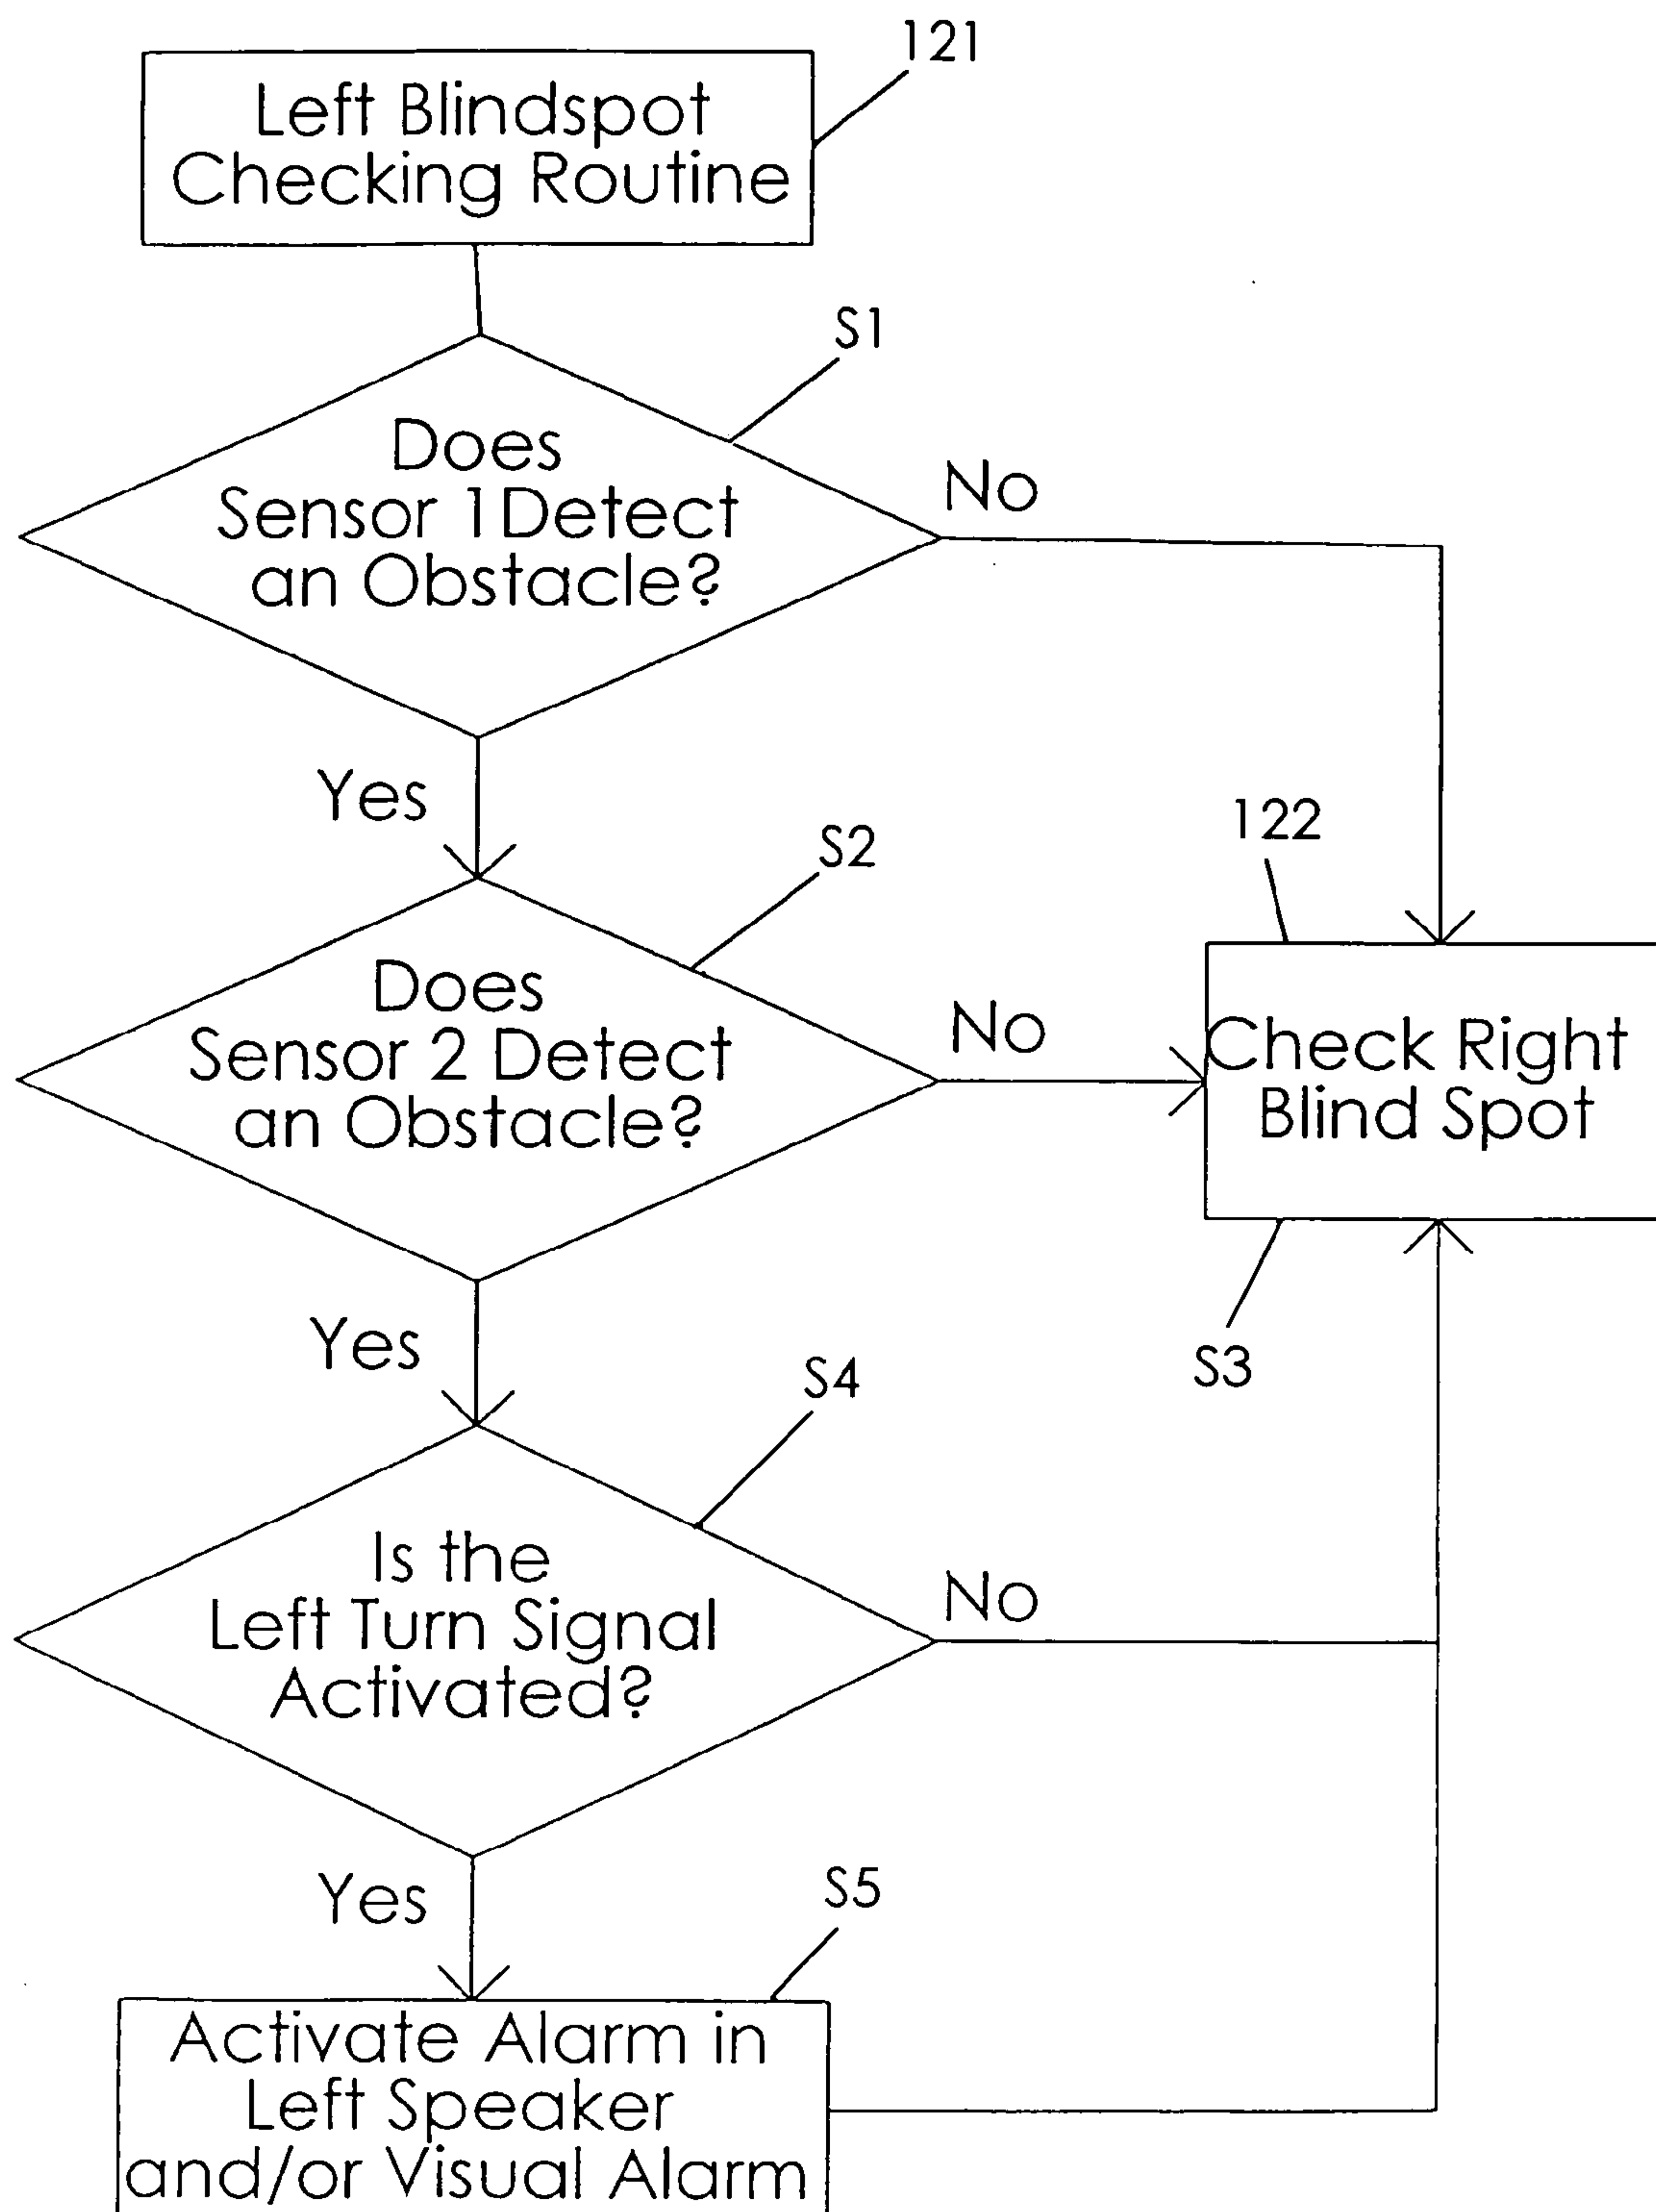 121
Left Blindspot
Checking Routine
S1
Does
Sensor 1 Detect
an Obstacle?
No
Yes
122
S2
Does
Sensor 2 Detect
an Obstacle?
No
Check Right
Blind Spot
Yes
S3
S4
Is the
Left Turn Signal
Activated?
No
Yes
S5
Activate Alarm in
Left Speaker
and/or Visual Alarm